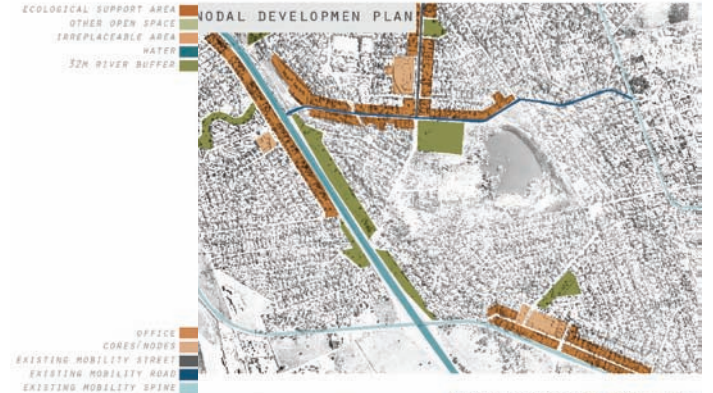 ECOLOGICAL SUPPORT AREA
OTHER OPEN SPACE
IRREPLACEABLE AREA
WATER
32M RIVER BUFFER
NODAL DEVELOPMEN PLAN
OFFICE
CORES/NODES
EXISTING MOBILITY STREET
EXISTING MOBILITY ROAD
EXISTING MOBILITY SPINE